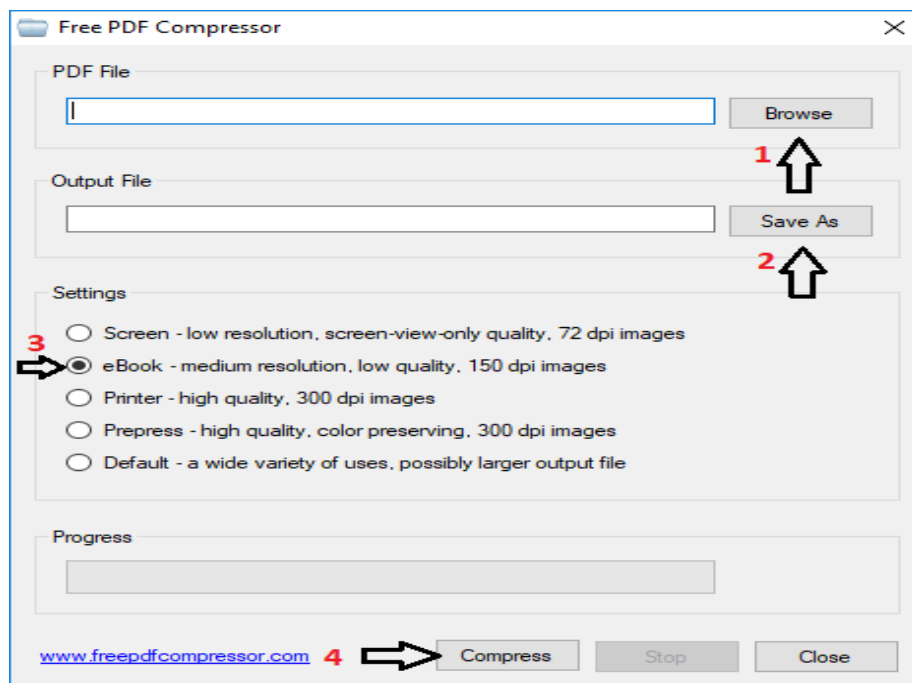 Free PDF Compressor
PDF File
Browse
1
Output File
Save As
2
Settings
3
Screen - low resolution, screen-view-only quality, 72 dpi images
eBook - medium resolution, low quality, 150 dpi images
Printer - high quality, 300 dpi images
Prepress - high quality, color preserving, 300 dpi images
Default - a wide variety of uses, possibly larger output file
Progress
www.freepdfcompressor.com 4 Compress Stop Close